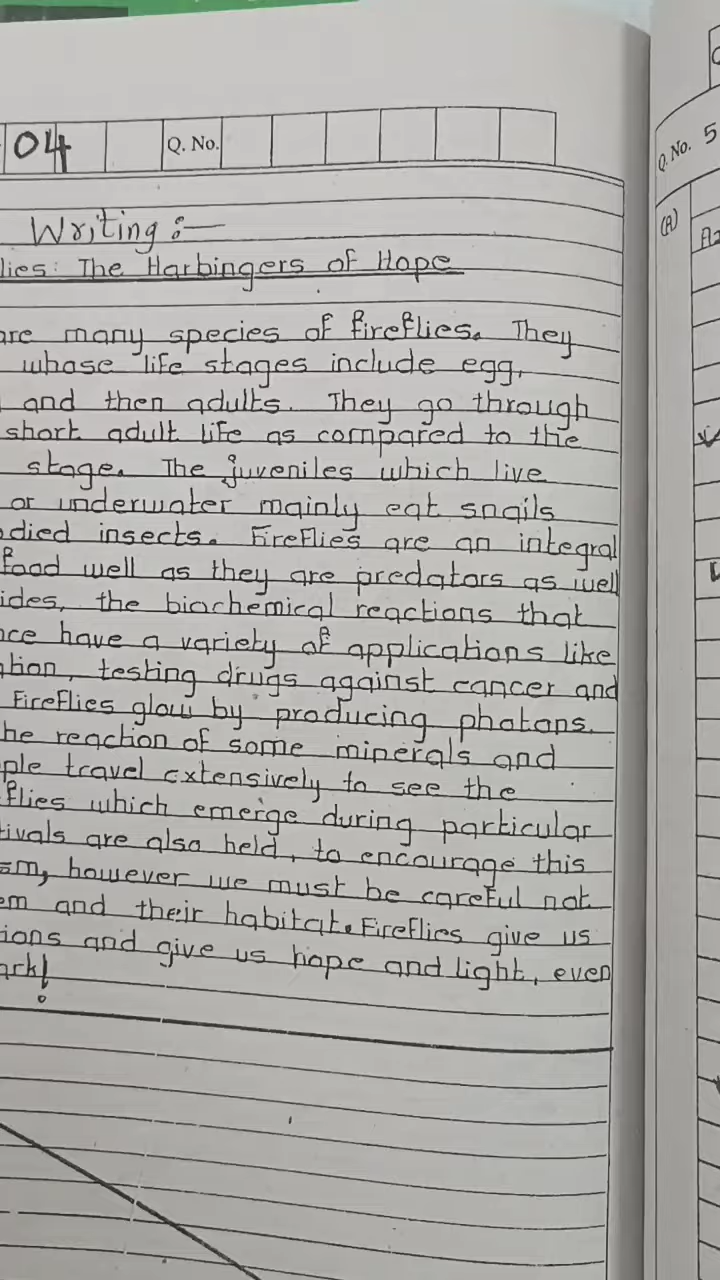 04 Q. No.
Writing :-
lies: The Harbingers of Hope
are many species of fireflies. They
whose life stages include egg,
and then adults. They go through
short adult life as compared to the
stage. The juveniles which live
or underwater mainly eat snails
odied insects. Fireflies are an integral
food well as they are predators as well
ides, the biochemical reactions that
nce have a variety of applications like
ation, testing drugs against cancer and
Fireflies glow by producing photons.
he reaction of some minerals and
ple travel extensively to see the
flies which emerge during particular
tivals are also held, to encourage this
sm, however we must be careful not
em and their habitat. Fireflies give us
ions and give us hope and light, even
ark!
Q. No. 5
(A)